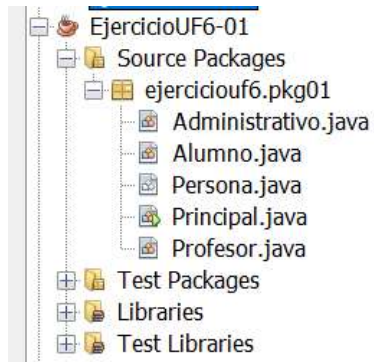 EjercicioUF6-01
Source Packages
ejerciciouf6.pkg01
Administrativo.java
Alumno.java
Persona.java
Principal.java
Profesor.java
Test Packages
Libraries
Test Libraries